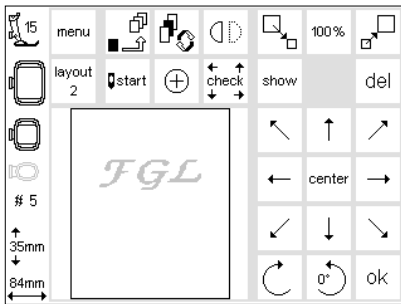 15 menu 100%
layout start check show del
2
FGL
center
# 5
35mm
0° ok
84mm